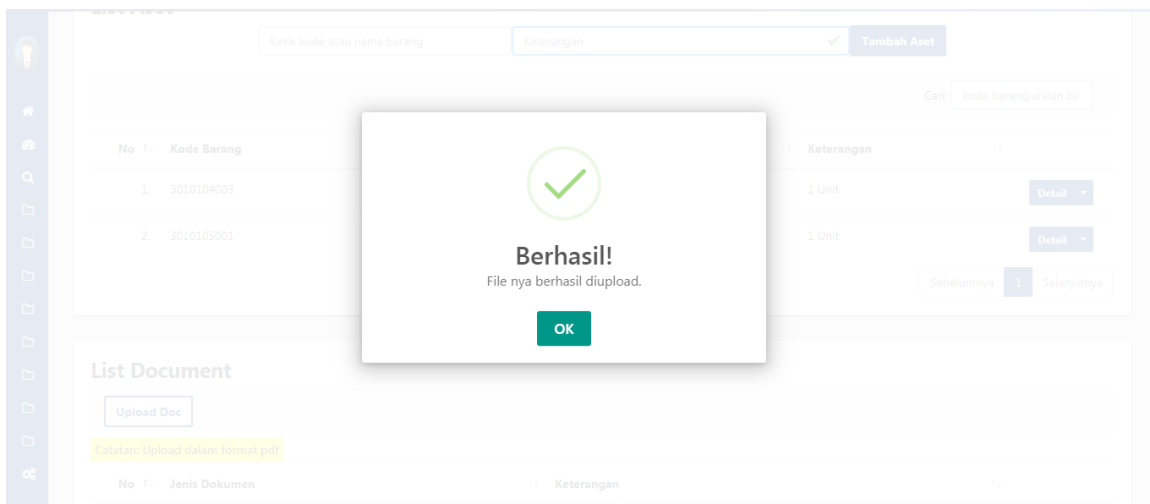 List Aset
Ketik kode atau nama barang
Keterangan
Tambah Aset
Cari: kode barang,uraian ba
No Kode Barang Keterangan
1. 3010104003 1 Unit Detail
2. 3010105001 1 Unit Detail
Berhasil!
File nya berhasil diupload.
OK
Sebelumnya 1 Selanjutnya
List Document
Upload Doc
Catatan: Upload dalam format pdf
No Jenis Dokumen Keterangan